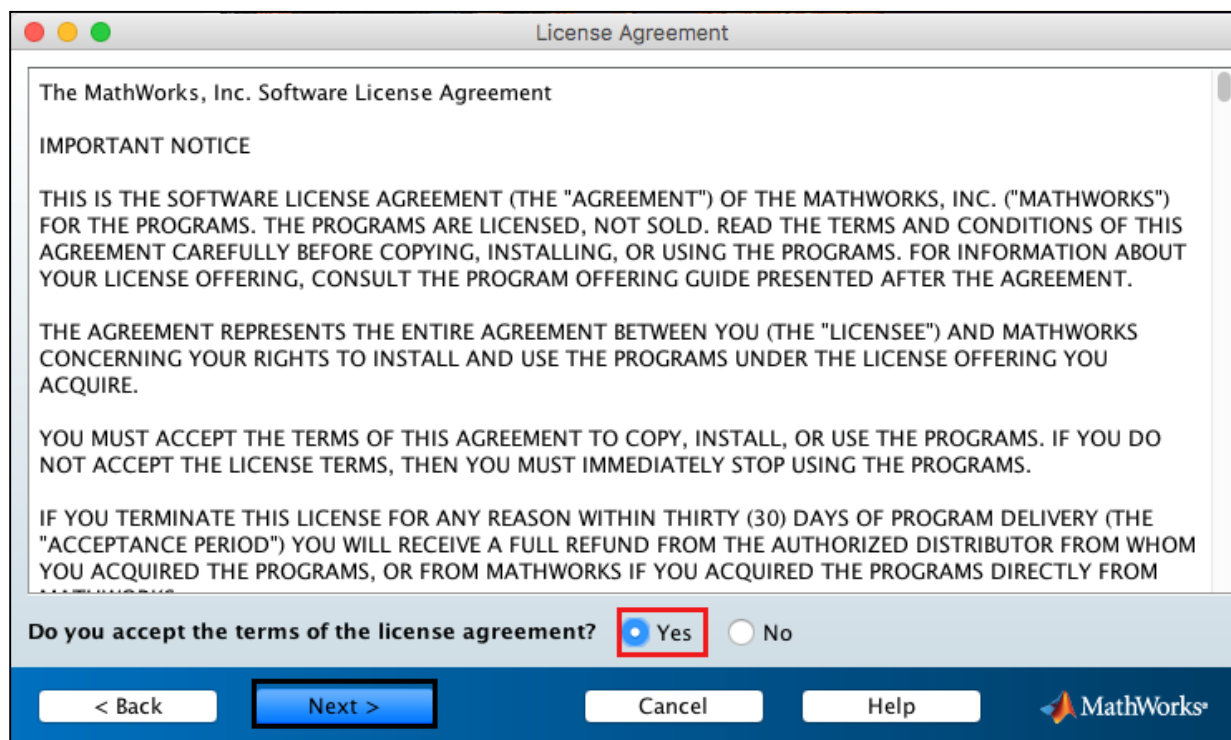 License Agreement
The MathWorks, Inc. Software License Agreement
IMPORTANT NOTICE
THIS IS THE SOFTWARE LICENSE AGREEMENT (THE "AGREEMENT") OF THE MATHWORKS, INC. ("MATHWORKS")
FOR THE PROGRAMS. THE PROGRAMS ARE LICENSED, NOT SOLD. READ THE TERMS AND CONDITIONS OF THIS
AGREEMENT CAREFULLY BEFORE COPYING, INSTALLING, OR USING THE PROGRAMS. FOR INFORMATION ABOUT
YOUR LICENSE OFFERING, CONSULT THE PROGRAM OFFERING GUIDE PRESENTED AFTER THE AGREEMENT.
THE AGREEMENT REPRESENTS THE ENTIRE AGREEMENT BETWEEN YOU (THE "LICENSEE") AND MATHWORKS
CONCERNING YOUR RIGHTS TO INSTALL AND USE THE PROGRAMS UNDER THE LICENSE OFFERING YOU
ACQUIRE.
YOU MUST ACCEPT THE TERMS OF THIS AGREEMENT TO COPY, INSTALL, OR USE THE PROGRAMS. IF YOU DO
NOT ACCEPT THE LICENSE TERMS, THEN YOU MUST IMMEDIATELY STOP USING THE PROGRAMS.
IF YOU TERMINATE THIS LICENSE FOR ANY REASON WITHIN THIRTY (30) DAYS OF PROGRAM DELIVERY (THE
"ACCEPTANCE PERIOD") YOU WILL RECEIVE A FULL REFUND FROM THE AUTHORIZED DISTRIBUTOR FROM WHOM
YOU ACQUIRED THE PROGRAMS, OR FROM MATHWORKS IF YOU ACQUIRED THE PROGRAMS DIRECTLY FROM
Do you accept the terms of the license agreement? Yes No
< Back Next > Cancel Help MathWorks®